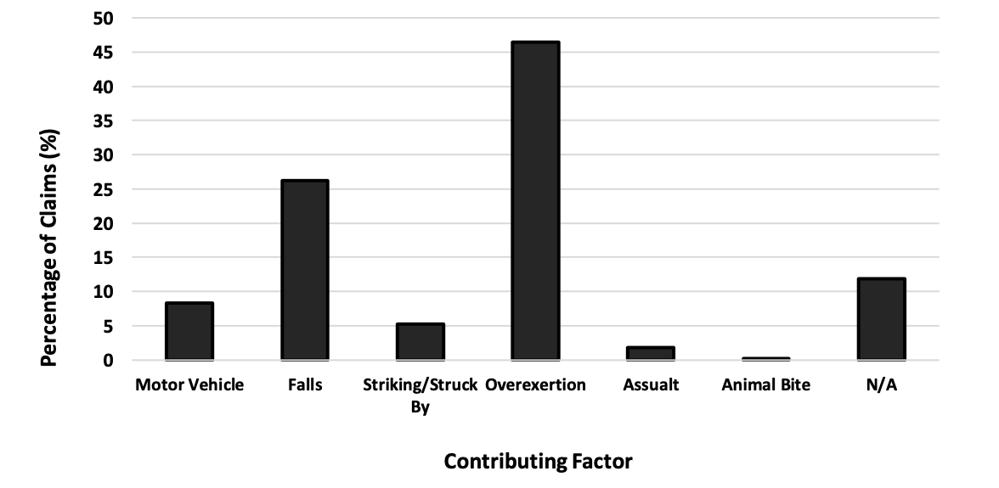 50
45
40
35
30
25
20
15
10
5
0
Percentage of Claims (%)
Motor Vehicle
Falls
Striking/Struck
By
Overexertion
Assualt
Animal Bite
N/A
Contributing Factor